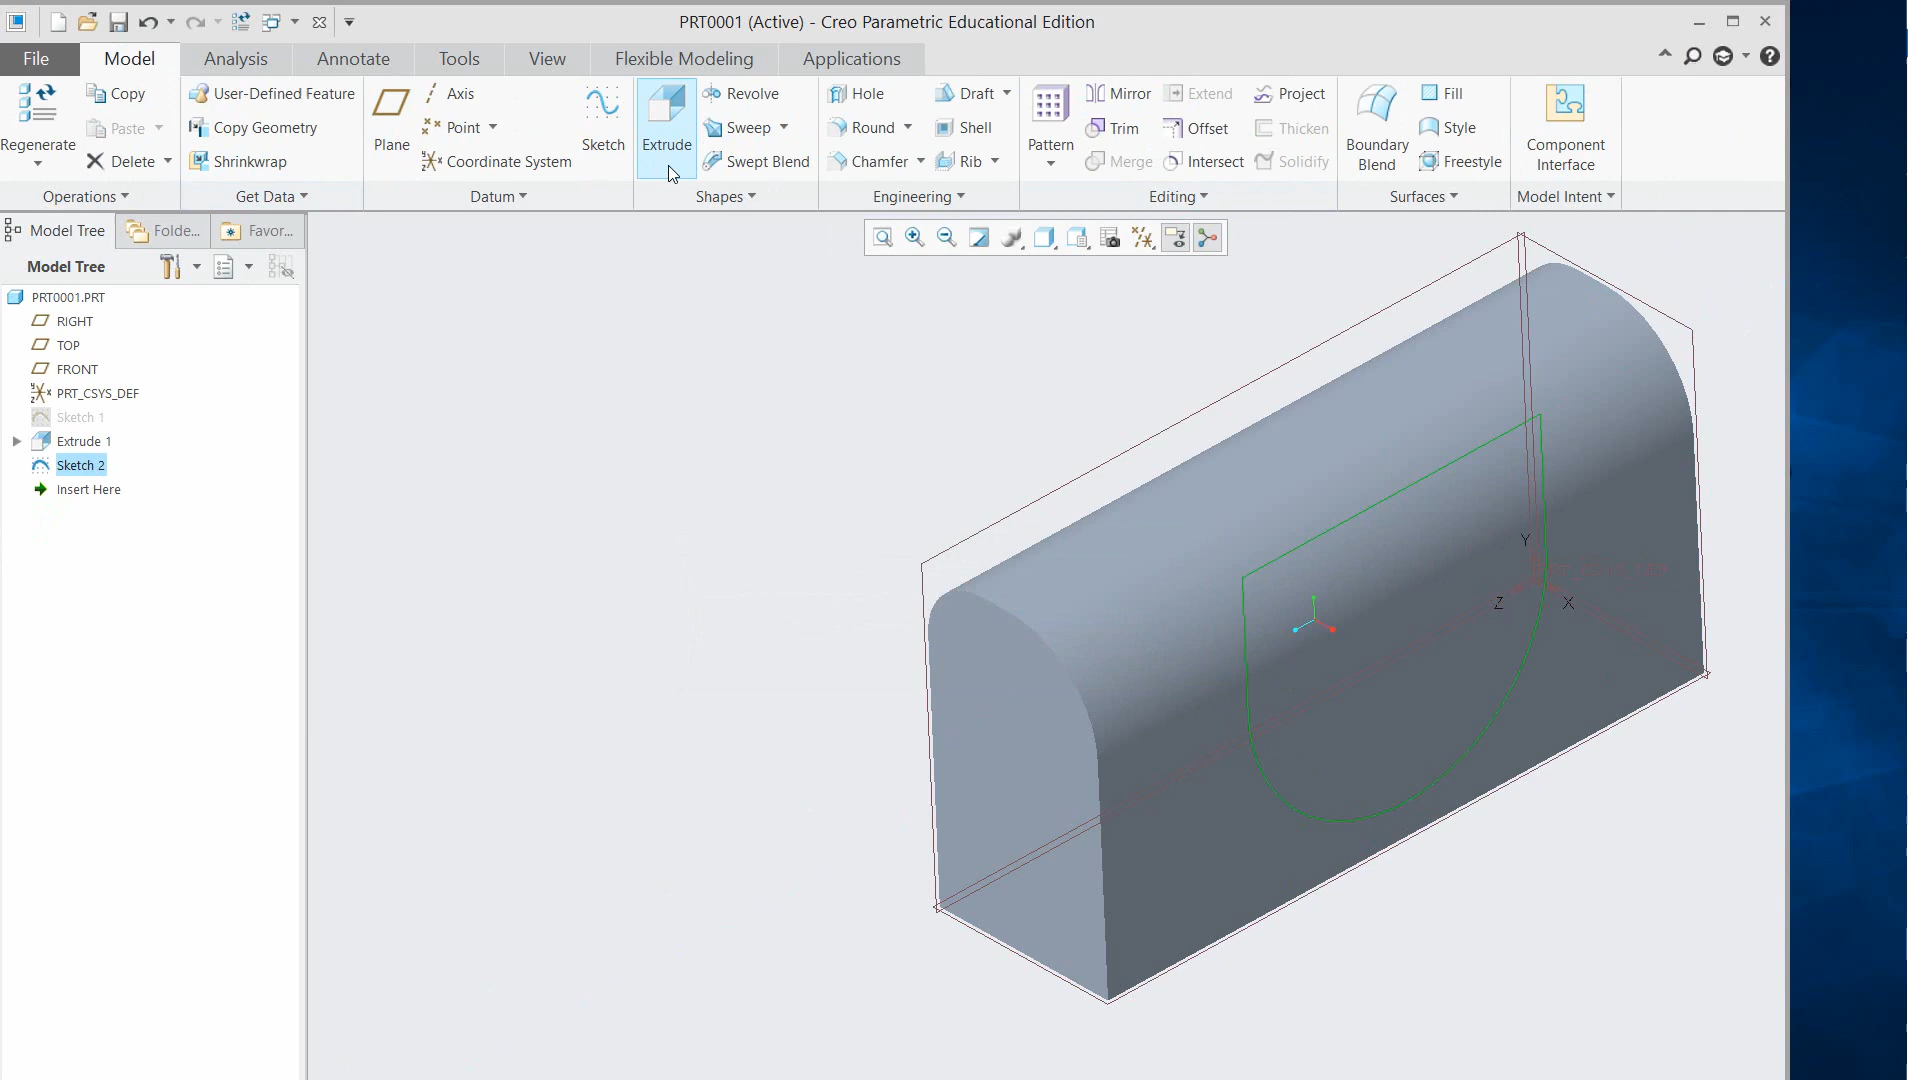 PRT0001 (Active) - Creo Parametric Educational Edition
File Model Analysis Annotate Tools View Flexible Modeling Applications
Regenerate
Copy
Paste
Delete
Operations
User-Defined Feature
Copy Geometry
Shrinkwrap
Get Data
Plane
Axis
Point
Coordinate System
Sketch
Datum
Extrude
Revolve
Sweep
Swept Blend
Shapes
Hole
Round
Chamfer
Draft
Shell
Rib
Engineering
Pattern
Mirror
Trim
Merge
Extend
Offset
Intersect
Project
Thicken
Solidify
Editing
Boundary
Blend
Fill
Style
Freestyle
Surfaces
Component
Interface
Model Intent
Model Tree Folde... Favor...
Model Tree
PRT0001.PRT
RIGHT
TOP
FRONT
PRT_CSYS_DEF
Sketch 1
Extrude 1
Sketch 2
Insert Here
Y
PRT_CSYS_DEF
Z
X